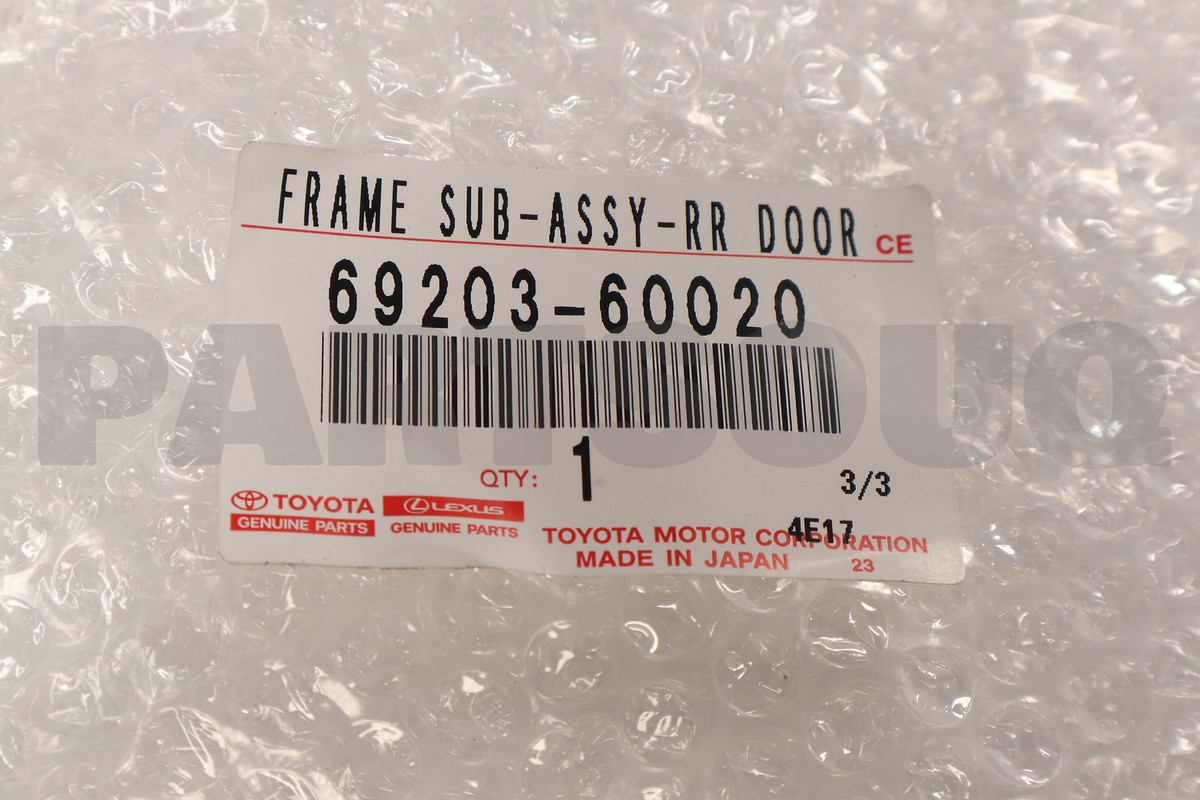 FRAME SUB-ASSY-RR DOOR CE
69203-60020
PARTSOUQ
QTY: 1
3/3
TOYOTA
GENUINE PARTS
LEXUS
GENUINE PARTS
4E17
TOYOTA MOTOR CORPORATION
MADE IN JAPAN 23